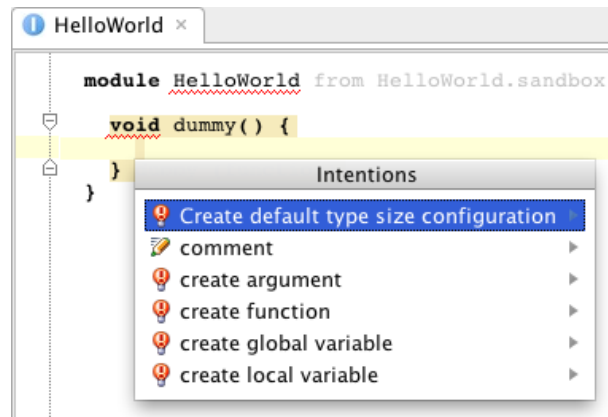 HelloWorld ×
module HelloWorld from HelloWorld.sandbox
void dummy() {
}
}
Intentions
Create default type size configuration
comment
create argument
create function
create global variable
create local variable